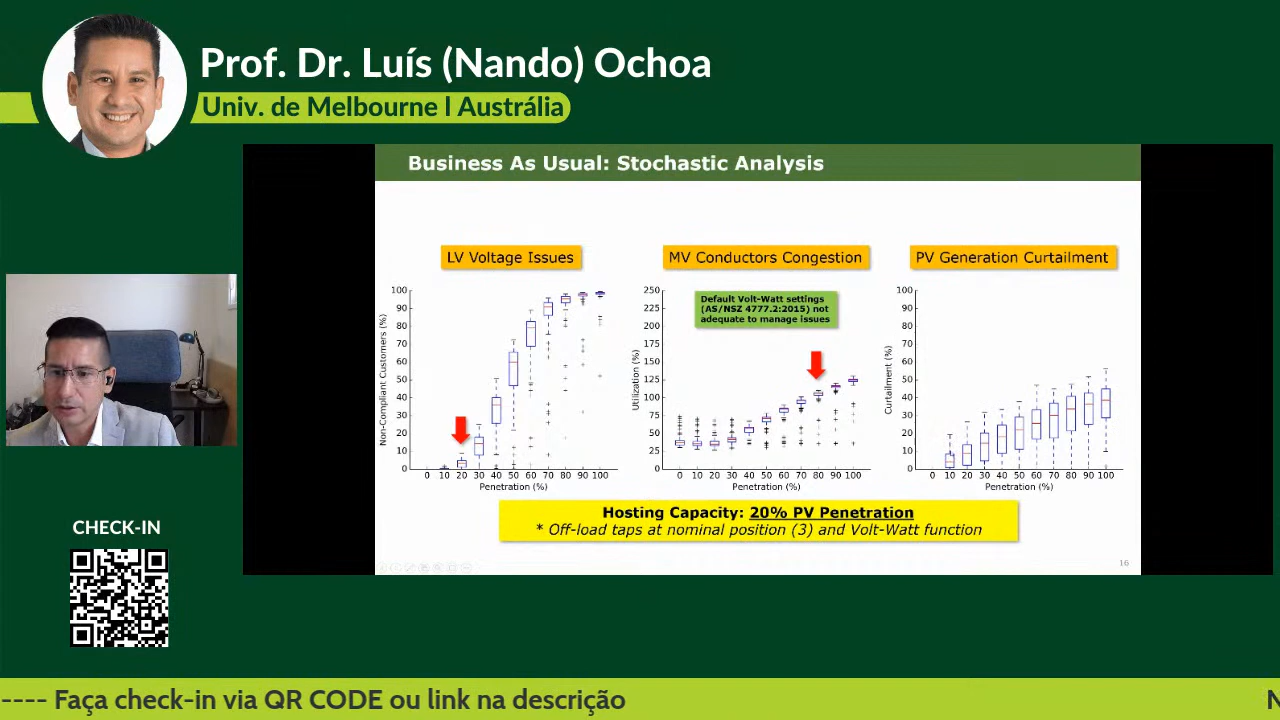 Prof. Dr. Luís (Nando) Ochoa
Univ. de Melbourne I Austrália
Business As Usual: Stochastic Analysis
LV Voltage Issues
MV Conductors Congestion
PV Generation Curtailment
100
90
80
70
60
50
40
30
20
10
0
Non-Compliant Customers (%)
0 10 20 30 40 50 60 70 80 90 100
Penetration (%)
Default Volt-Watt settings
(AS/NSZ 4777.2:2015) not
adequate to manage issues
250
225
200
175
150
125
100
75
50
25
0
Utilization (%)
0 10 20 30 40 50 60 70 80 90 100
Penetration (%)
100
90
80
70
60
50
40
30
20
10
0
Curtailment (%)
0 10 20 30 40 50 60 70 80 90 100
Penetration (%)
Hosting Capacity: 20% PV Penetration
* Off-load taps at nominal position (3) and Volt-Watt function
16
CHECK-IN
---- Faça check-in via QR CODE ou link na descrição
N